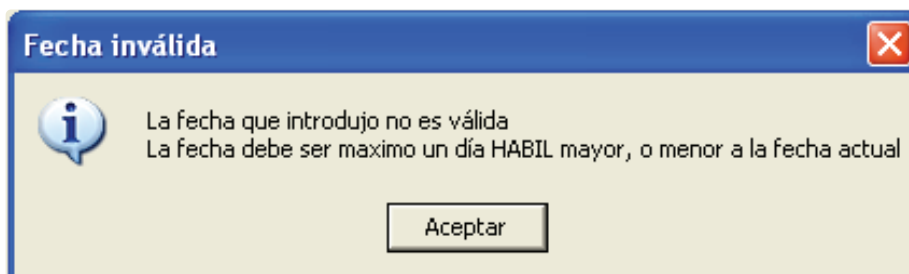 Fecha inválida
La fecha que introdujo no es válida
La fecha debe ser maximo un día HABIL mayor, o menor a la fecha actual
Aceptar